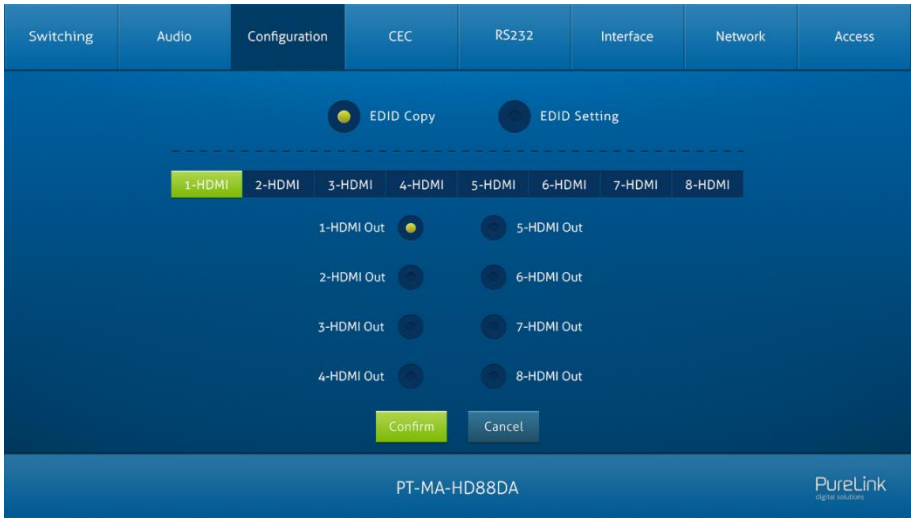 Switching Audio Configuration CEC RS232 Interface Network Access
EDID Copy EDID Setting
1-HDMI 2-HDMI 3-HDMI 4-HDMI 5-HDMI 6-HDMI 7-HDMI 8-HDMI
1-HDMI Out 5-HDMI Out
2-HDMI Out 6-HDMI Out
3-HDMI Out 7-HDMI Out
4-HDMI Out 8-HDMI Out
Confirm Cancel
PT-MA-HD88DA
PureLink
digital solutions